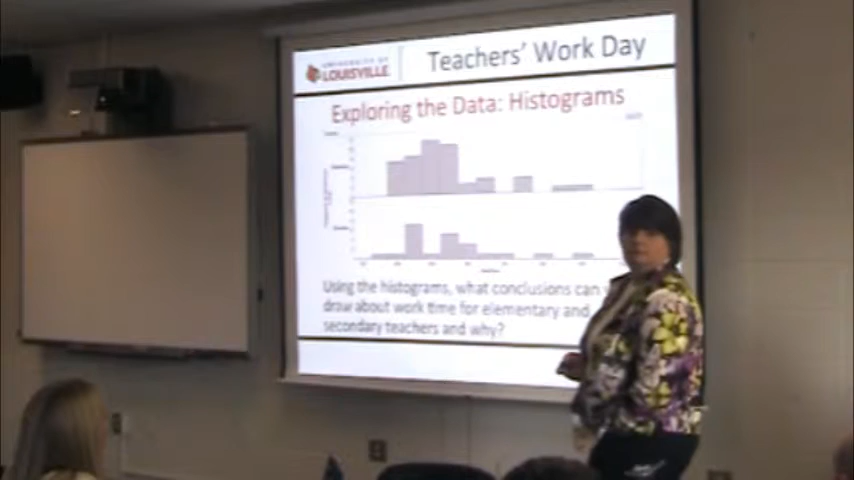 UNIVERSITY OF
LOUISVILLE
Teachers' Work Day
Exploring the Data: Histograms
Using the histograms, what conclusions can
draw about work time for elementary and
secondary teachers and why?